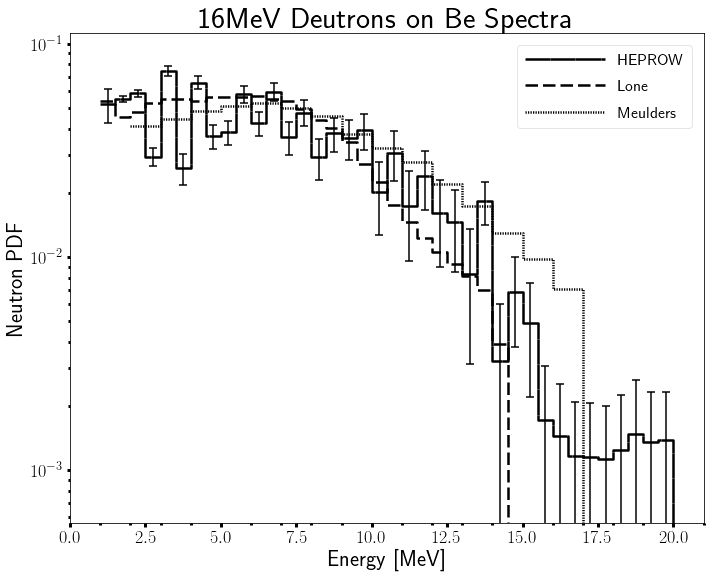 16MeV Deutrons on Be Spectra
HEPROW
Lone
Meulders
Neutron PDF
10⁻¹
10⁻²
10⁻³
0.0 2.5 5.0 7.5 10.0 12.5 15.0 17.5 20.0
Energy [MeV]